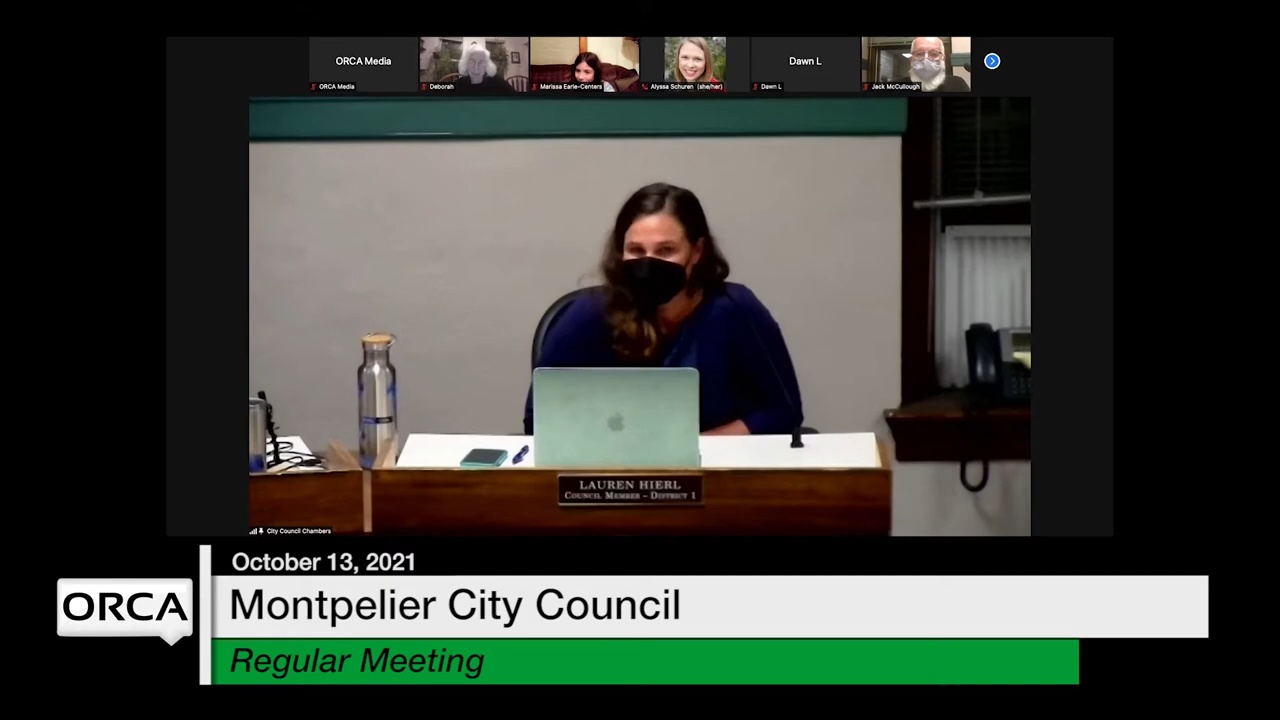 ORCA Media
Dawn L
ORCA Media
Deborah
Marissa Earle-Centers
Alyssa Schuren (she/her)
Dawn L
Jack McCullough
LAUREN HIERL
COUNCIL MEMBER - DISTRICT 1
City Council Chambers
October 13, 2021
ORCA
Montpelier City Council
Regular Meeting